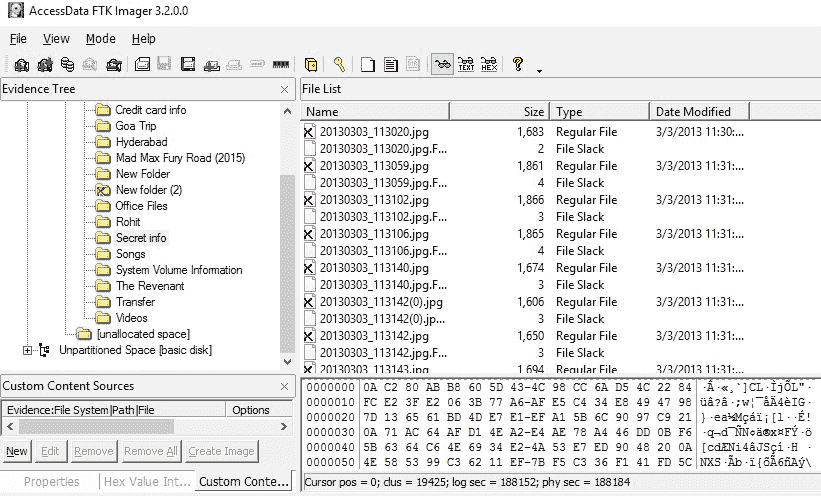 AccessData FTK Imager 3.2.0.0
File View Mode Help
Evidence Tree
Credit card info
Goa Trip
Hyderabad
Mad Max Fury Road (2015)
New Folder
New folder (2)
Office Files
Rohit
Secret info
Songs
System Volume Information
The Revenant
Transfer
Videos
[unallocated space]
Unpartitioned Space [basic disk]
Custom Content Sources
Evidence:File System|Path|File Options
New Edit Remove Remove All Create Image
Properties Hex Value Int... Custom Conte...
File List
Name Size Type Date Modified
20130303_113020.jpg 1,683 Regular File 3/3/2013 11:30:...
20130303_113020.jpg.F... 2 File Slack
20130303_113059.jpg 1,861 Regular File 3/3/2013 11:31:...
20130303_113059.jpg.F... 4 File Slack
20130303_113102.jpg 1,866 Regular File 3/3/2013 11:31:...
20130303_113102.jpg.F... 3 File Slack
20130303_113106.jpg 1,865 Regular File 3/3/2013 11:31:...
20130303_113106.jpg.F... 4 File Slack
20130303_113140.jpg 1,674 Regular File 3/3/2013 11:31:...
20130303_113140.jpg.F... 3 File Slack
20130303_113142(0).jpg 1,606 Regular File 3/3/2013 11:31:...
20130303_113142(0).jp... 3 File Slack
20130303_113142.jpg 1,650 Regular File 3/3/2013 11:31:...
20130303_113142.jpg.F... 3 File Slack
20130303_113143.jpg 1,694 Regular File 3/3/2013 11:31:...
0000000 0A C2 80 AB B8 60 5D 43-4C 98 CC 6A D5 4C 22 84
0000010 FC E2 3F E2 06 3B 77 A6-AF E5 C4 34 E8 49 47 98
0000020 7D 13 65 61 BD 4D E7 E1-EF A1 5B 6C 90 97 C9 21
0000030 0A 71 AC 64 AF D1 4E A2-E4 AE 78 A4 46 DD 0B F6
0000040 5B 63 64 C6 4E 69 34 E2-4A 53 E7 ED 90 48 20 0A
0000050 4E 58 53 99 C3 62 11 EF-7B F5 C3 36 F1 41 FD 5C
Cursor pos = 0; clus = 19425; log sec = 188152; phy sec = 188184